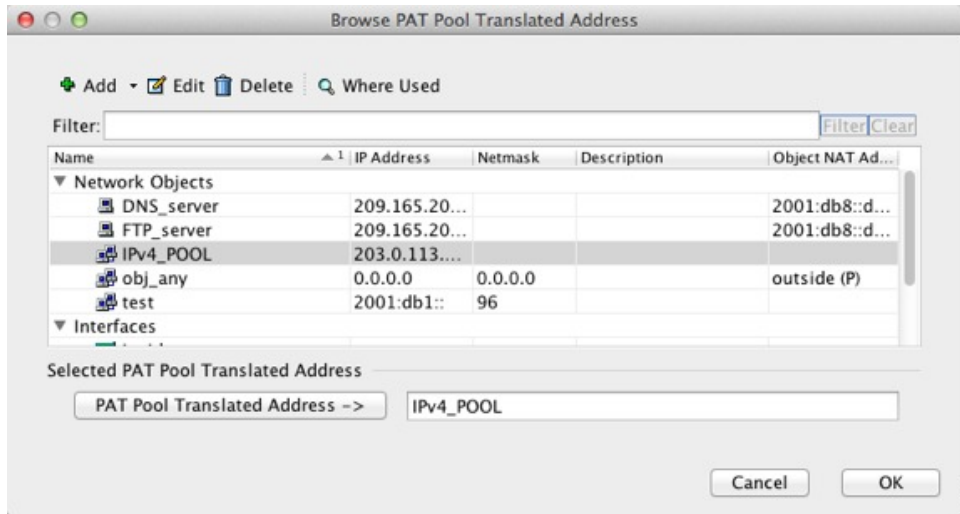 Browse PAT Pool Translated Address
Add Edit Delete Where Used
Filter: Filter Clear
Name 1 IP Address Netmask Description Object NAT Ad...
Network Objects
DNS_server 209.165.20... 2001:db8::d...
FTP_server 209.165.20... 2001:db8::d...
IPv4_POOL 203.0.113....
obj_any 0.0.0.0 0.0.0.0 outside (P)
test 2001:db1:: 96
Interfaces
Selected PAT Pool Translated Address
PAT Pool Translated Address -> IPv4_POOL
Cancel OK